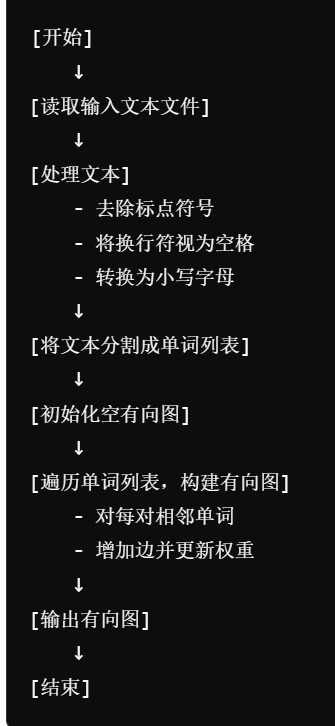 [开始]
↓
[读取输入文本文件]
↓
[处理文本]
- 去除标点符号
- 将换行符视为空格
- 转换为小写字母
↓
[将文本分割成单词列表]
↓
[初始化空有向图]
↓
[遍历单词列表，构建有向图]
- 对每对相邻单词
- 增加边并更新权重
↓
[输出有向图]
↓
[结束]